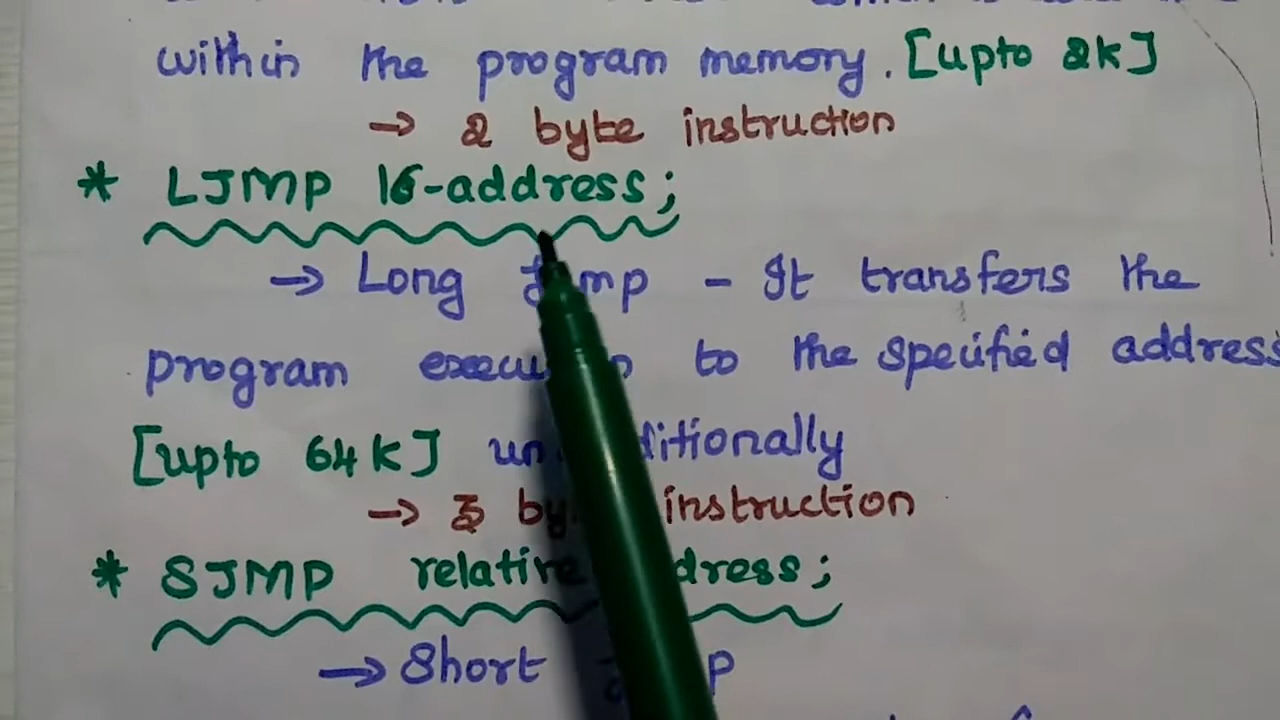 within the program memory. [upto 2K]
→ 2 byte instruction
* LJMP 16-address;
→ Long - It transfers the
program to the specified address
[upto 64K]
→ 3 instruction
* SJMP relative
→ Short